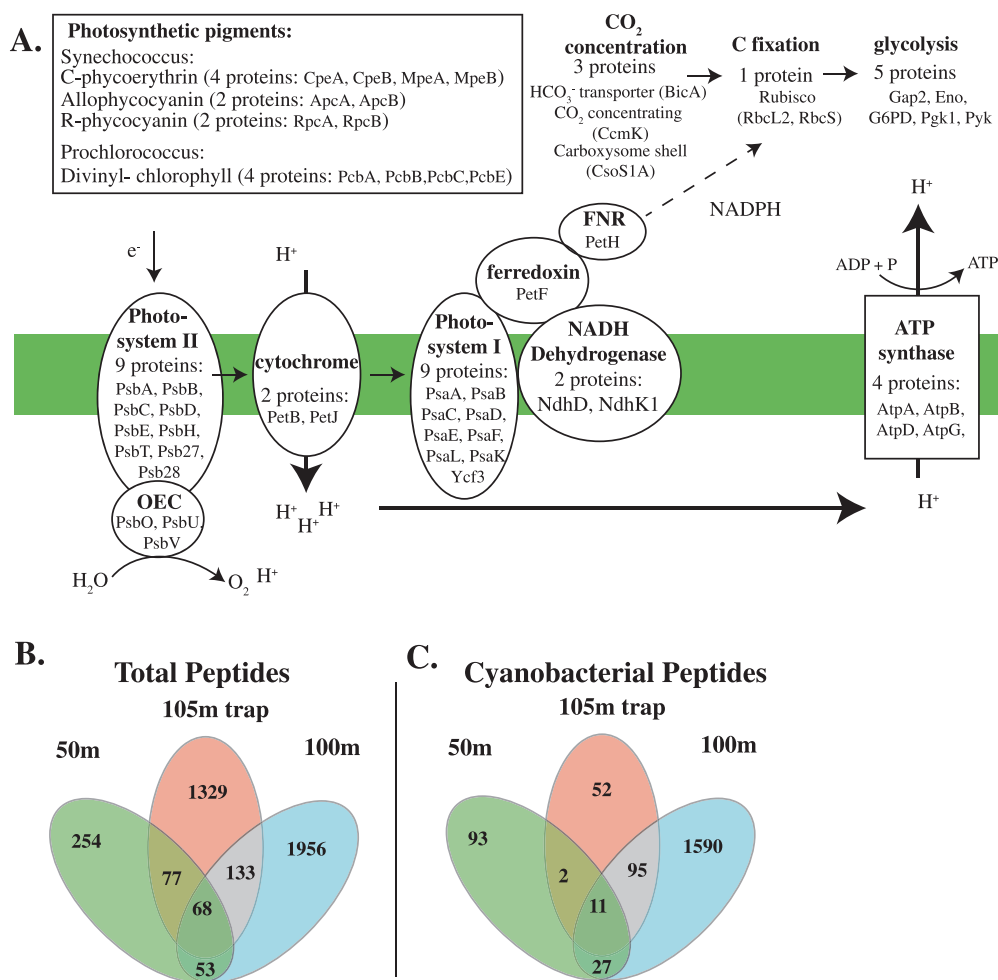 A.
Photosynthetic pigments:
Synechococcus:
C-phycoerythrin (4 proteins: CpeA, CpeB, MpeA, MpeB)
Allophycocyanin (2 proteins: ApcA, ApcB)
R-phycocyanin (2 proteins: RpcA, RpcB)
Prochlorococcus:
Divinyl- chlorophyll (4 proteins: PcbA, PcbB,PcbC,PcbE)
CO₂
concentration
3 proteins
HCO₃⁻ transporter (BicA)
CO₂ concentrating
(CcmK)
Carboxysome shell
(CsoS1A)
C fixation
1 protein
Rubisco
(RbcL2, RbcS)
glycolysis
5 proteins
Gap2, Eno,
G6PD, Pgk1, Pyk
e⁻
Photo-
system II
9 proteins:
PsbA, PsbB,
PsbC, PsbD,
PsbE, PsbH,
PsbT, Psb27,
Psb28
OEC
PsbO, PsbU,
PsbV
H₂O
O₂
H⁺
H⁺
cytochrome
2 proteins:
PetB, PetJ
H⁺
H⁺
H⁺
Photo-
system I
9 proteins:
PsaA, PsaB
PsaC, PsaD,
PsaE, PsaF,
PsaL, PsaK
Ycf3
ferredoxin
PetF
FNR
PetH
NADPH
NADH
Dehydrogenase
2 proteins:
NdhD, NdhK1
H⁺
ADP + P
ATP
ATP
synthase
4 proteins:
AtpA, AtpB,
AtpD, AtpG,
H⁺
B.
Total Peptides
105m trap
50m
100m
1329
254
1956
77
133
68
53
C.
Cyanobacterial Peptides
105m trap
50m
100m
52
93
1590
2
95
11
27